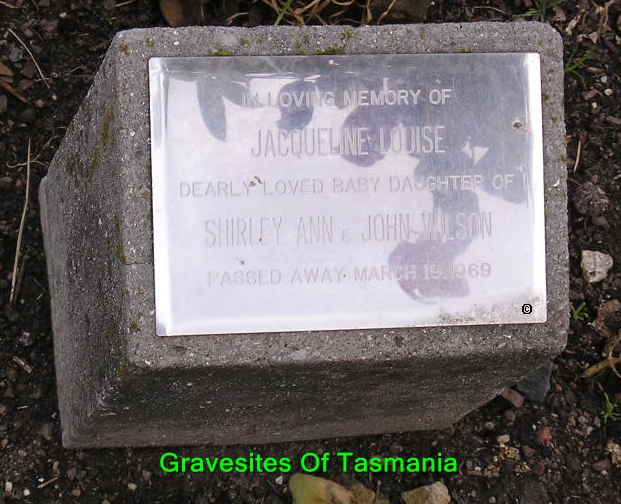 IN LOVING MEMORY OF
JACQUELINE LOUISE
DEARLY LOVED BABY DAUGHTER OF
SHIRLEY ANN & JOHN WILSON
PASSED AWAY MARCH 19, 1969
©
Gravesites Of Tasmania